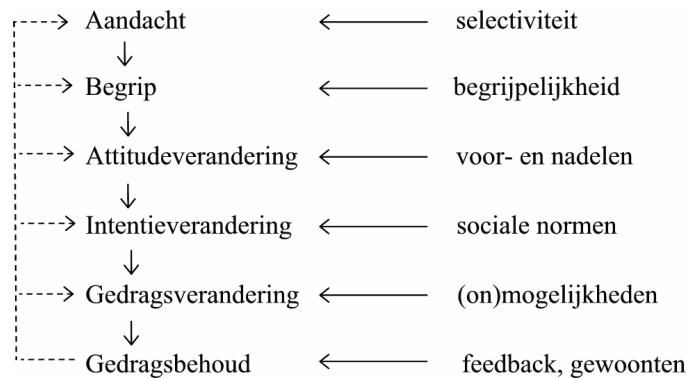 Aandacht selectiviteit
Begrip begrijpelijkheid
Attitudeverandering voor- en nadelen
Intentieverandering sociale normen
Gedragsverandering (on)mogelijkheden
Gedragsbehoud feedback, gewoonten